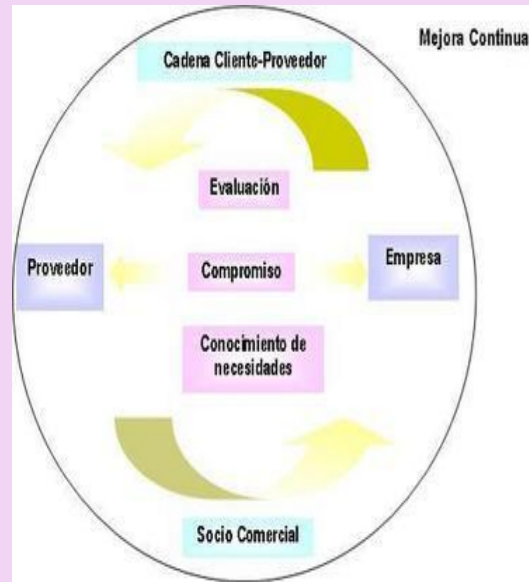 Mejora Continua
Cadena Cliente-Proveedor
Evaluación
Proveedor
Compromiso
Empresa
Conocimiento de
necesidades
Socio Comercial